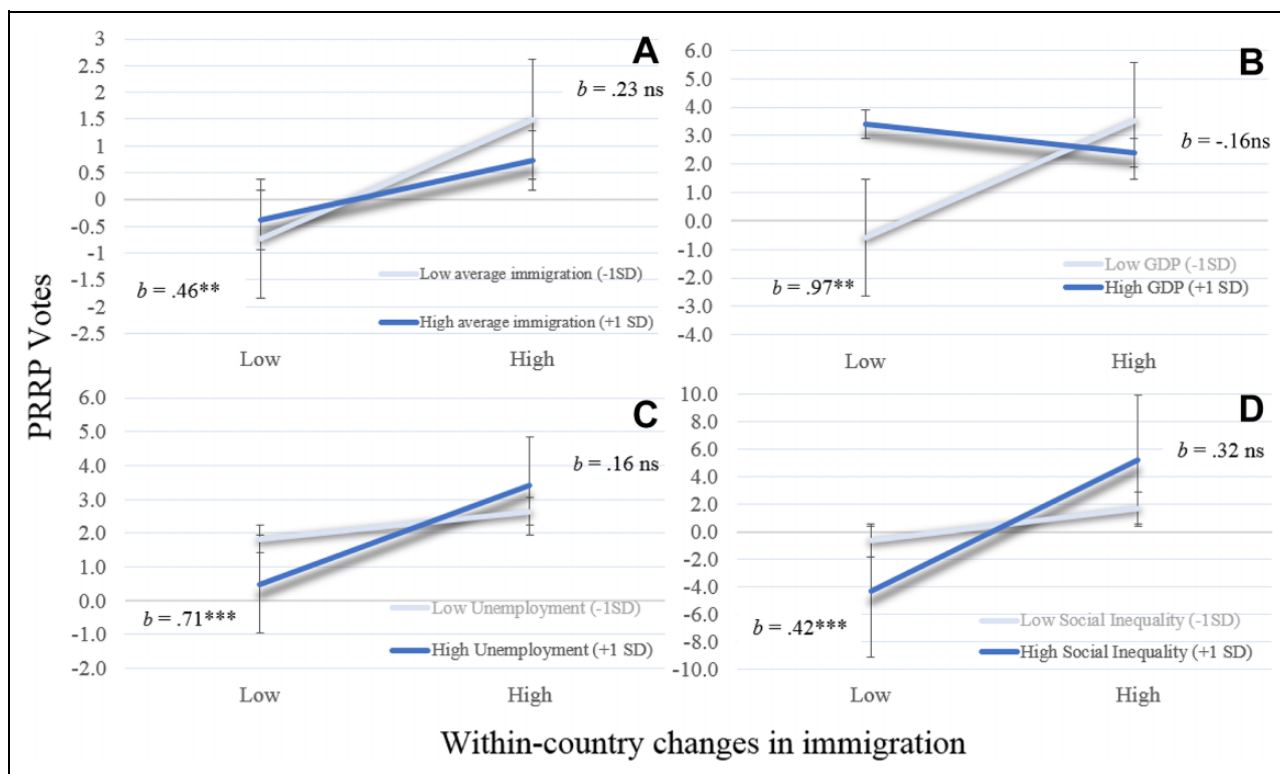 PRRP Votes
A
3
2.5
2
1.5
1
0.5
0
-0.5
-1
-1.5
-2
-2.5
b = .23 ns
b = .46**
Low average immigration (-1SD)
High average immigration (+1 SD)
Low High
B
6.0
5.0
4.0
3.0
2.0
1.0
0.0
-1.0
-2.0
-3.0
-4.0
b = -.16ns
b = .97**
Low GDP (-1SD)
High GDP (+1 SD)
Low High
C
6.0
5.0
4.0
3.0
2.0
1.0
0.0
-1.0
-2.0
b = .16 ns
b = .71***
Low Unemployment (-1SD)
High Unemployment (+1 SD)
Low High
D
10.0
8.0
6.0
4.0
2.0
0.0
-2.0
-4.0
-6.0
-8.0
-10.0
b = .32 ns
b = .42***
Low Social Inequality (-1SD)
High Social Inequality (+1 SD)
Low High
Within-country changes in immigration